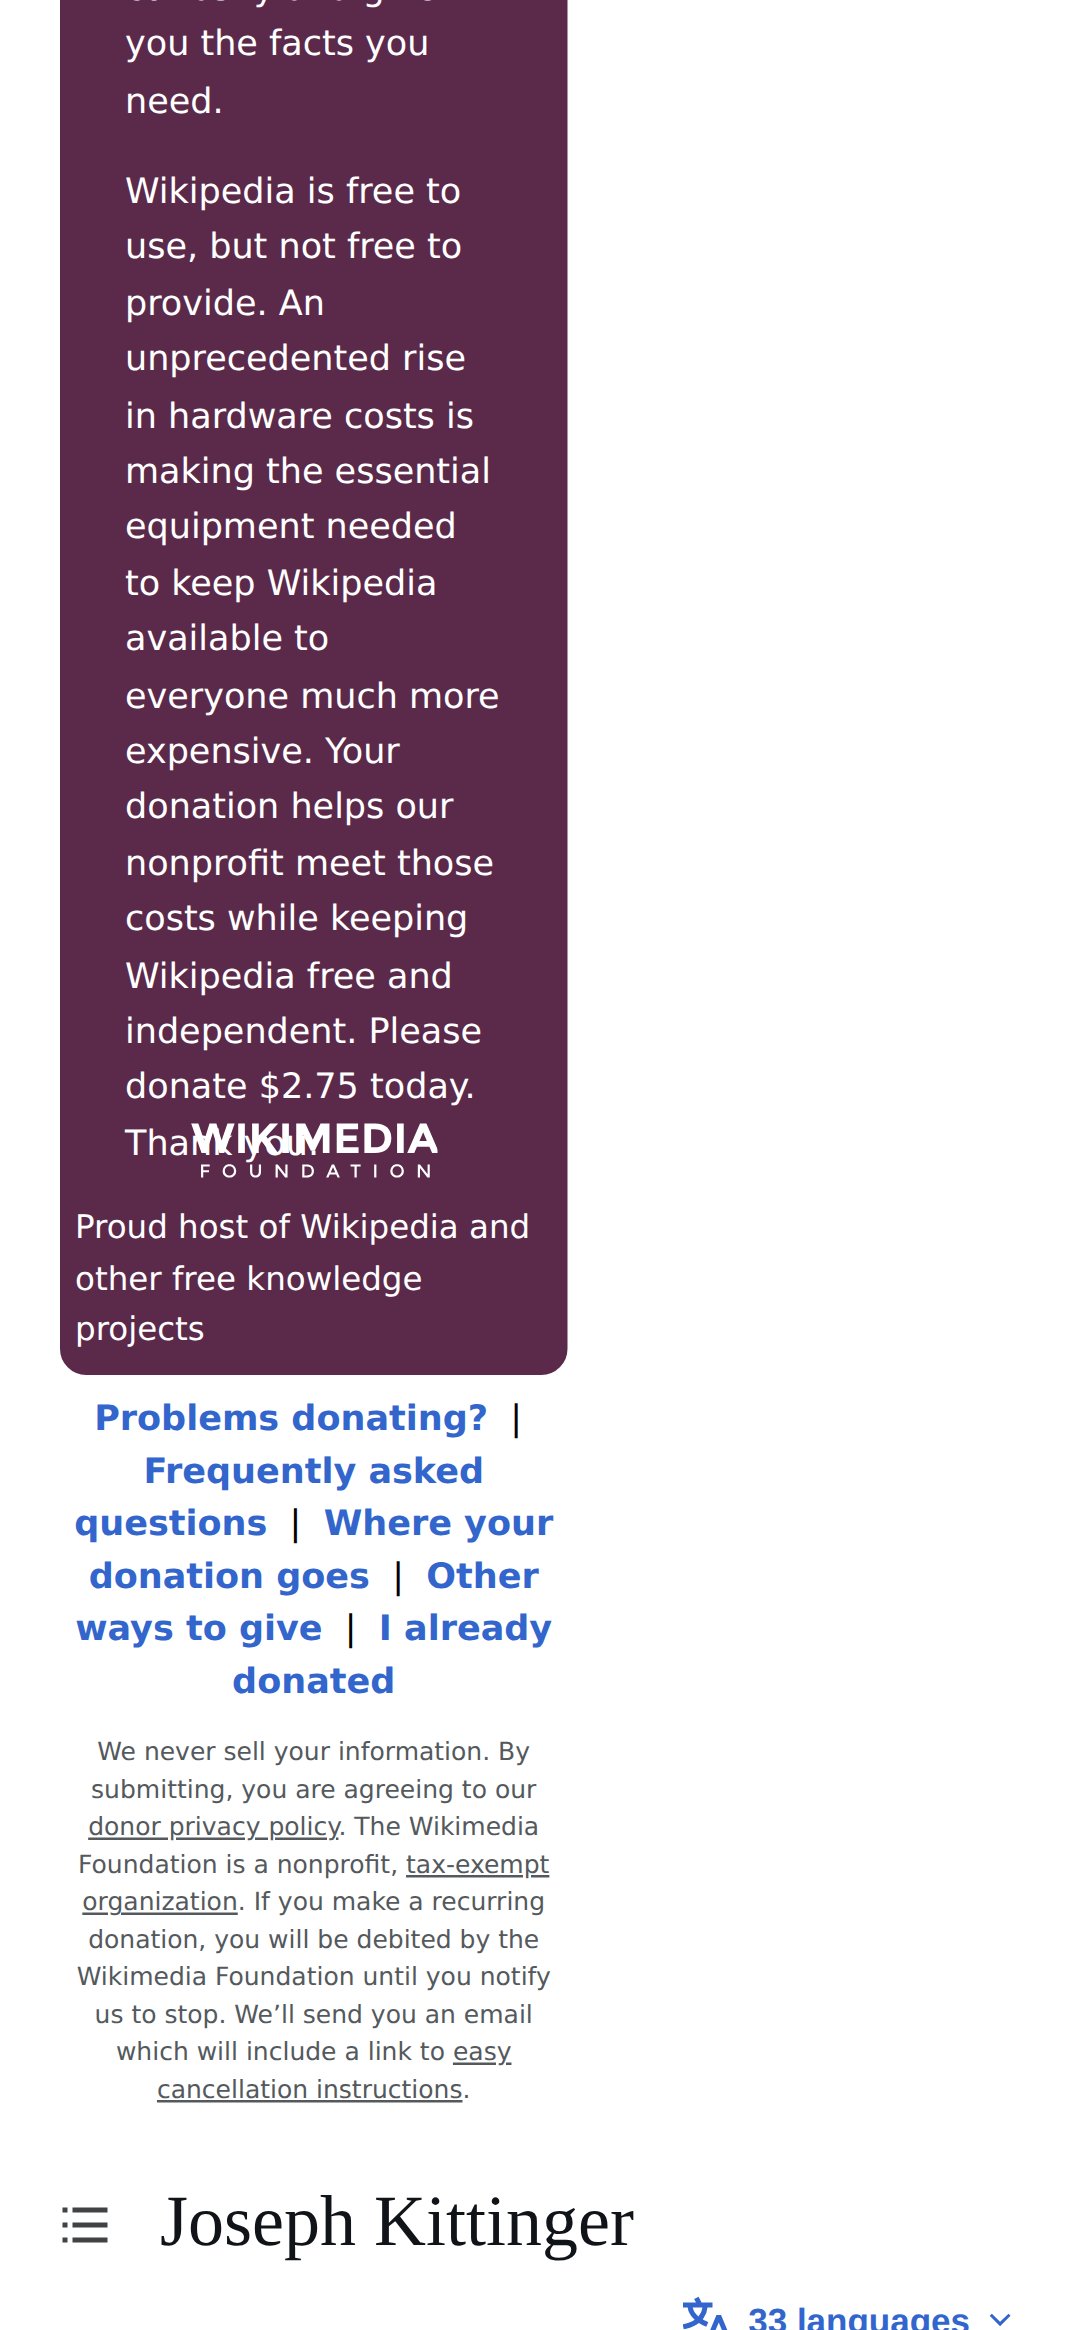 you the facts you
need.
Wikipedia is free to
use, but not free to
provide. An
unprecedented rise
in hardware costs is
making the essential
equipment needed
to keep Wikipedia
available to
everyone much more
expensive. Your
donation helps our
nonprofit meet those
costs while keeping
Wikipedia free and
independent. Please
donate $2.75 today.
Thank you.
WIKIMEDIA
FOUNDATION
Proud host of Wikipedia and
other free knowledge
projects
Problems donating? |
Frequently asked
questions | Where your
donation goes | Other
ways to give | I already
donated
We never sell your information. By
submitting, you are agreeing to our
donor privacy policy. The Wikimedia
Foundation is a nonprofit, tax-exempt
organization. If you make a recurring
donation, you will be debited by the
Wikimedia Foundation until you notify
us to stop. We’ll send you an email
which will include a link to easy
cancellation instructions.
Joseph Kittinger
33 languages